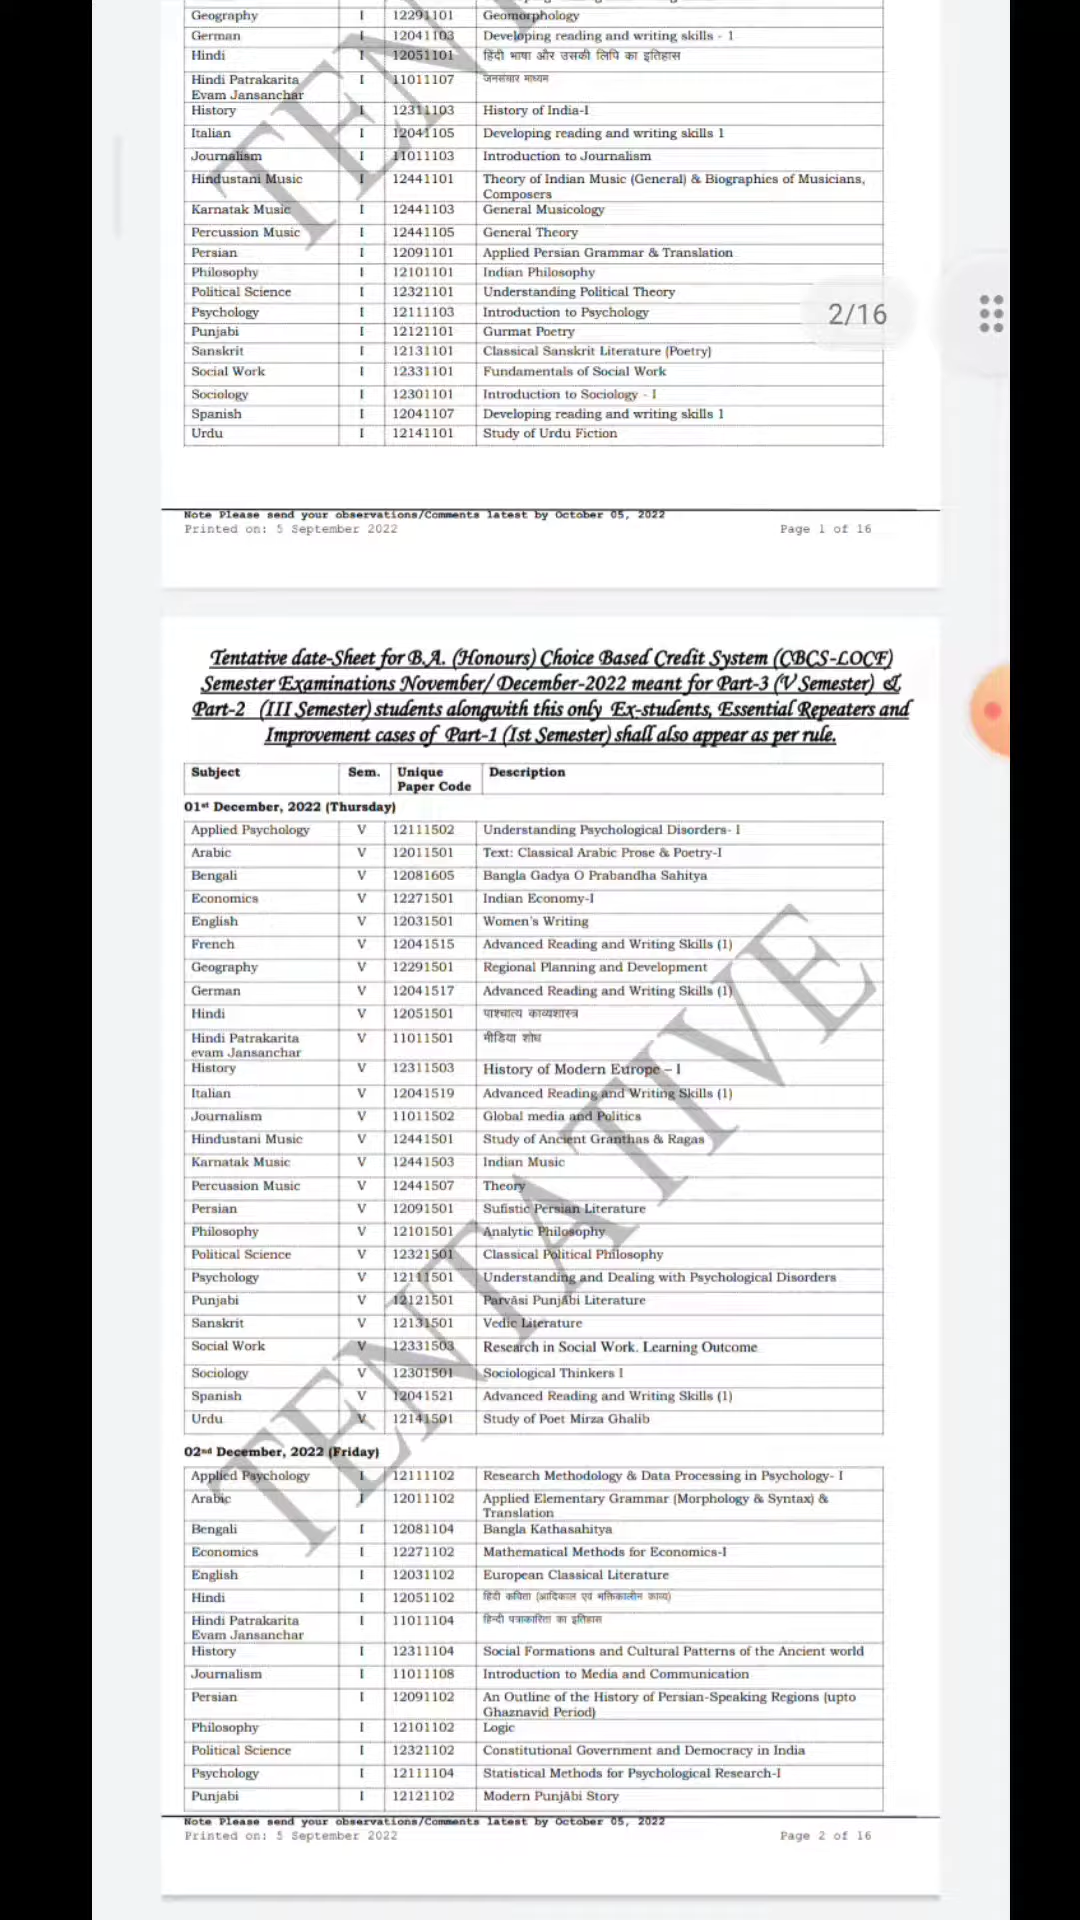 Geography I 12291101 Geomorphology
German I 12041103 Developing reading and writing skills - 1
Hindi I 12051101 हिंदी भाषा और उसकी लिपि का इतिहास
Hindi Patrakarita I 11011107 जनसंचार माध्यम
Evam Jansanchar
History I 12311103 History of India-I
Italian I 12041105 Developing reading and writing skills 1
Journalism I 11011103 Introduction to Journalism
Hindustani Music I 12441101 Theory of Indian Music (General) & Biographies of Musicians,
Composers
Karnatak Music I 12441103 General Musicology
Percussion Music I 12441105 General Theory
Persian I 12091101 Applied Persian Grammar & Translation
Philosophy I 12101101 Indian Philosophy
Political Science I 12321101 Understanding Political Theory
Psychology I 12111103 Introduction to Psychology
2/16
Punjabi I 12121101 Gurmat Poetry
Sanskrit I 12131101 Classical Sanskrit Literature (Poetry)
Social Work I 12331101 Fundamentals of Social Work
Sociology I 12301101 Introduction to Sociology - I
Spanish I 12041107 Developing reading and writing skills 1
Urdu I 12141101 Study of Urdu Fiction
Note Please send your observations/Comments latest by October 05, 2022
Printed on: 5 September 2022 Page 1 of 16
Tentative date-Sheet for B.A. (Honours) Choice Based Credit System (CBCS-LOCF)
Semester Examinations November/ December-2022 meant for Part-3 (V Semester) &
Part-2 (III Semester) students alongwith this only Ex-students, Essential Repeaters and
Improvement cases of Part-1 (Ist Semester) shall also appear as per rule.
Subject Sem. Unique Description
Paper Code
01st December, 2022 (Thursday)
Applied Psychology V 12111502 Understanding Psychological Disorders- I
Arabic V 12011501 Text: Classical Arabic Prose & Poetry-I
Bengali V 12081605 Bangla Gadya O Prabandha Sahitya
Economics V 12271501 Indian Economy-I
English V 12031501 Women's Writing
French V 12041515 Advanced Reading and Writing Skills (1)
Geography V 12291501 Regional Planning and Development
German V 12041517 Advanced Reading and Writing Skills (1)
Hindi V 12051501 पाश्चात्य काव्यशास्त्र
Hindi Patrakarita V 11011501 मीडिया शोध
evam Jansanchar
History V 12311503 History of Modern Europe – I
Italian V 12041519 Advanced Reading and Writing Skills (1)
Journalism V 11011502 Global media and Politics
Hindustani Music V 12441501 Study of Ancient Granthas & Ragas
Karnatak Music V 12441503 Indian Music
Percussion Music V 12441507 Theory
Persian V 12091501 Sufistic Persian Literature
Philosophy V 12101501 Analytic Philosophy
Political Science V 12321501 Classical Political Philosophy
Psychology V 12111501 Understanding and Dealing with Psychological Disorders
Punjabi V 12121501 Parvāsi Punjābi Literature
Sanskrit V 12131501 Vedic Literature
Social Work V 12331503 Research in Social Work. Learning Outcome
Sociology V 12301501 Sociological Thinkers I
Spanish V 12041521 Advanced Reading and Writing Skills (1)
Urdu V 12141501 Study of Poet Mirza Ghalib
TENTATIVE
02nd December, 2022 (Friday)
Applied Psychology I 12111102 Research Methodology & Data Processing in Psychology- I
Arabic I 12011102 Applied Elementary Grammar (Morphology & Syntax) &
Translation
Bengali I 12081104 Bangla Kathasahitya
Economics I 12271102 Mathematical Methods for Economics-I
English I 12031102 European Classical Literature
Hindi I 12051102 हिंदी कविता (आदिकाल एवं भक्तिकालीन काव्य)
Hindi Patrakarita I 11011104 हिन्दी पत्रकारिता का इतिहास
Evam Jansanchar
History I 12311104 Social Formations and Cultural Patterns of the Ancient world
Journalism I 11011108 Introduction to Media and Communication
Persian I 12091102 An Outline of the History of Persian-Speaking Regions (upto
Ghaznavid Period)
Philosophy I 12101102 Logic
Political Science I 12321102 Constitutional Government and Democracy in India
Psychology I 12111104 Statistical Methods for Psychological Research-I
Punjabi I 12121102 Modern Punjābi Story
Note Please send your observations/Comments latest by October 05, 2022
Printed on: 5 September 2022 Page 2 of 16